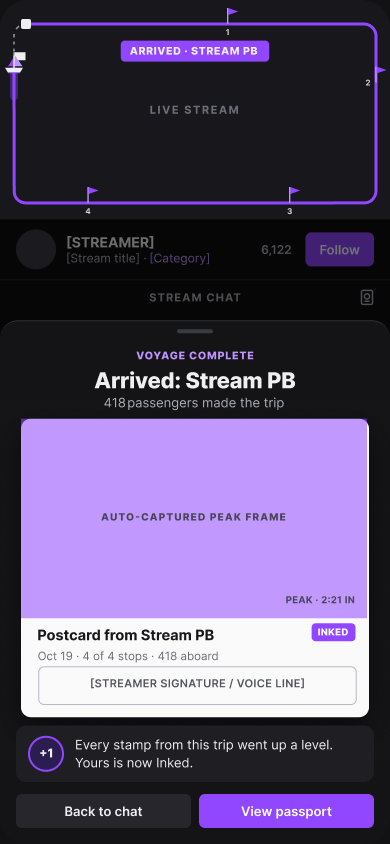 1
ARRIVED · STREAM PB
2
LIVE STREAM
4
3
[STREAMER]
[Stream title] · [Category]
6,122
Follow
STREAM CHAT
VOYAGE COMPLETE
Arrived: Stream PB
418 passengers made the trip
AUTO-CAPTURED PEAK FRAME
PEAK · 2:21 IN
Postcard from Stream PB
INKED
Oct 19 · 4 of 4 stops · 418 aboard
[STREAMER SIGNATURE / VOICE LINE]
+1
Every stamp from this trip went up a level.
Yours is now Inked.
Back to chat
View passport